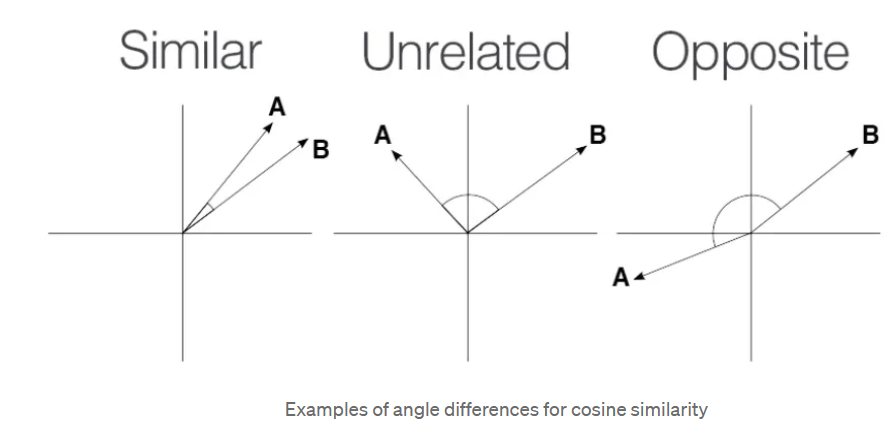 Similar Unrelated Opposite
A B
A B
A B
Examples of angle differences for cosine similarity